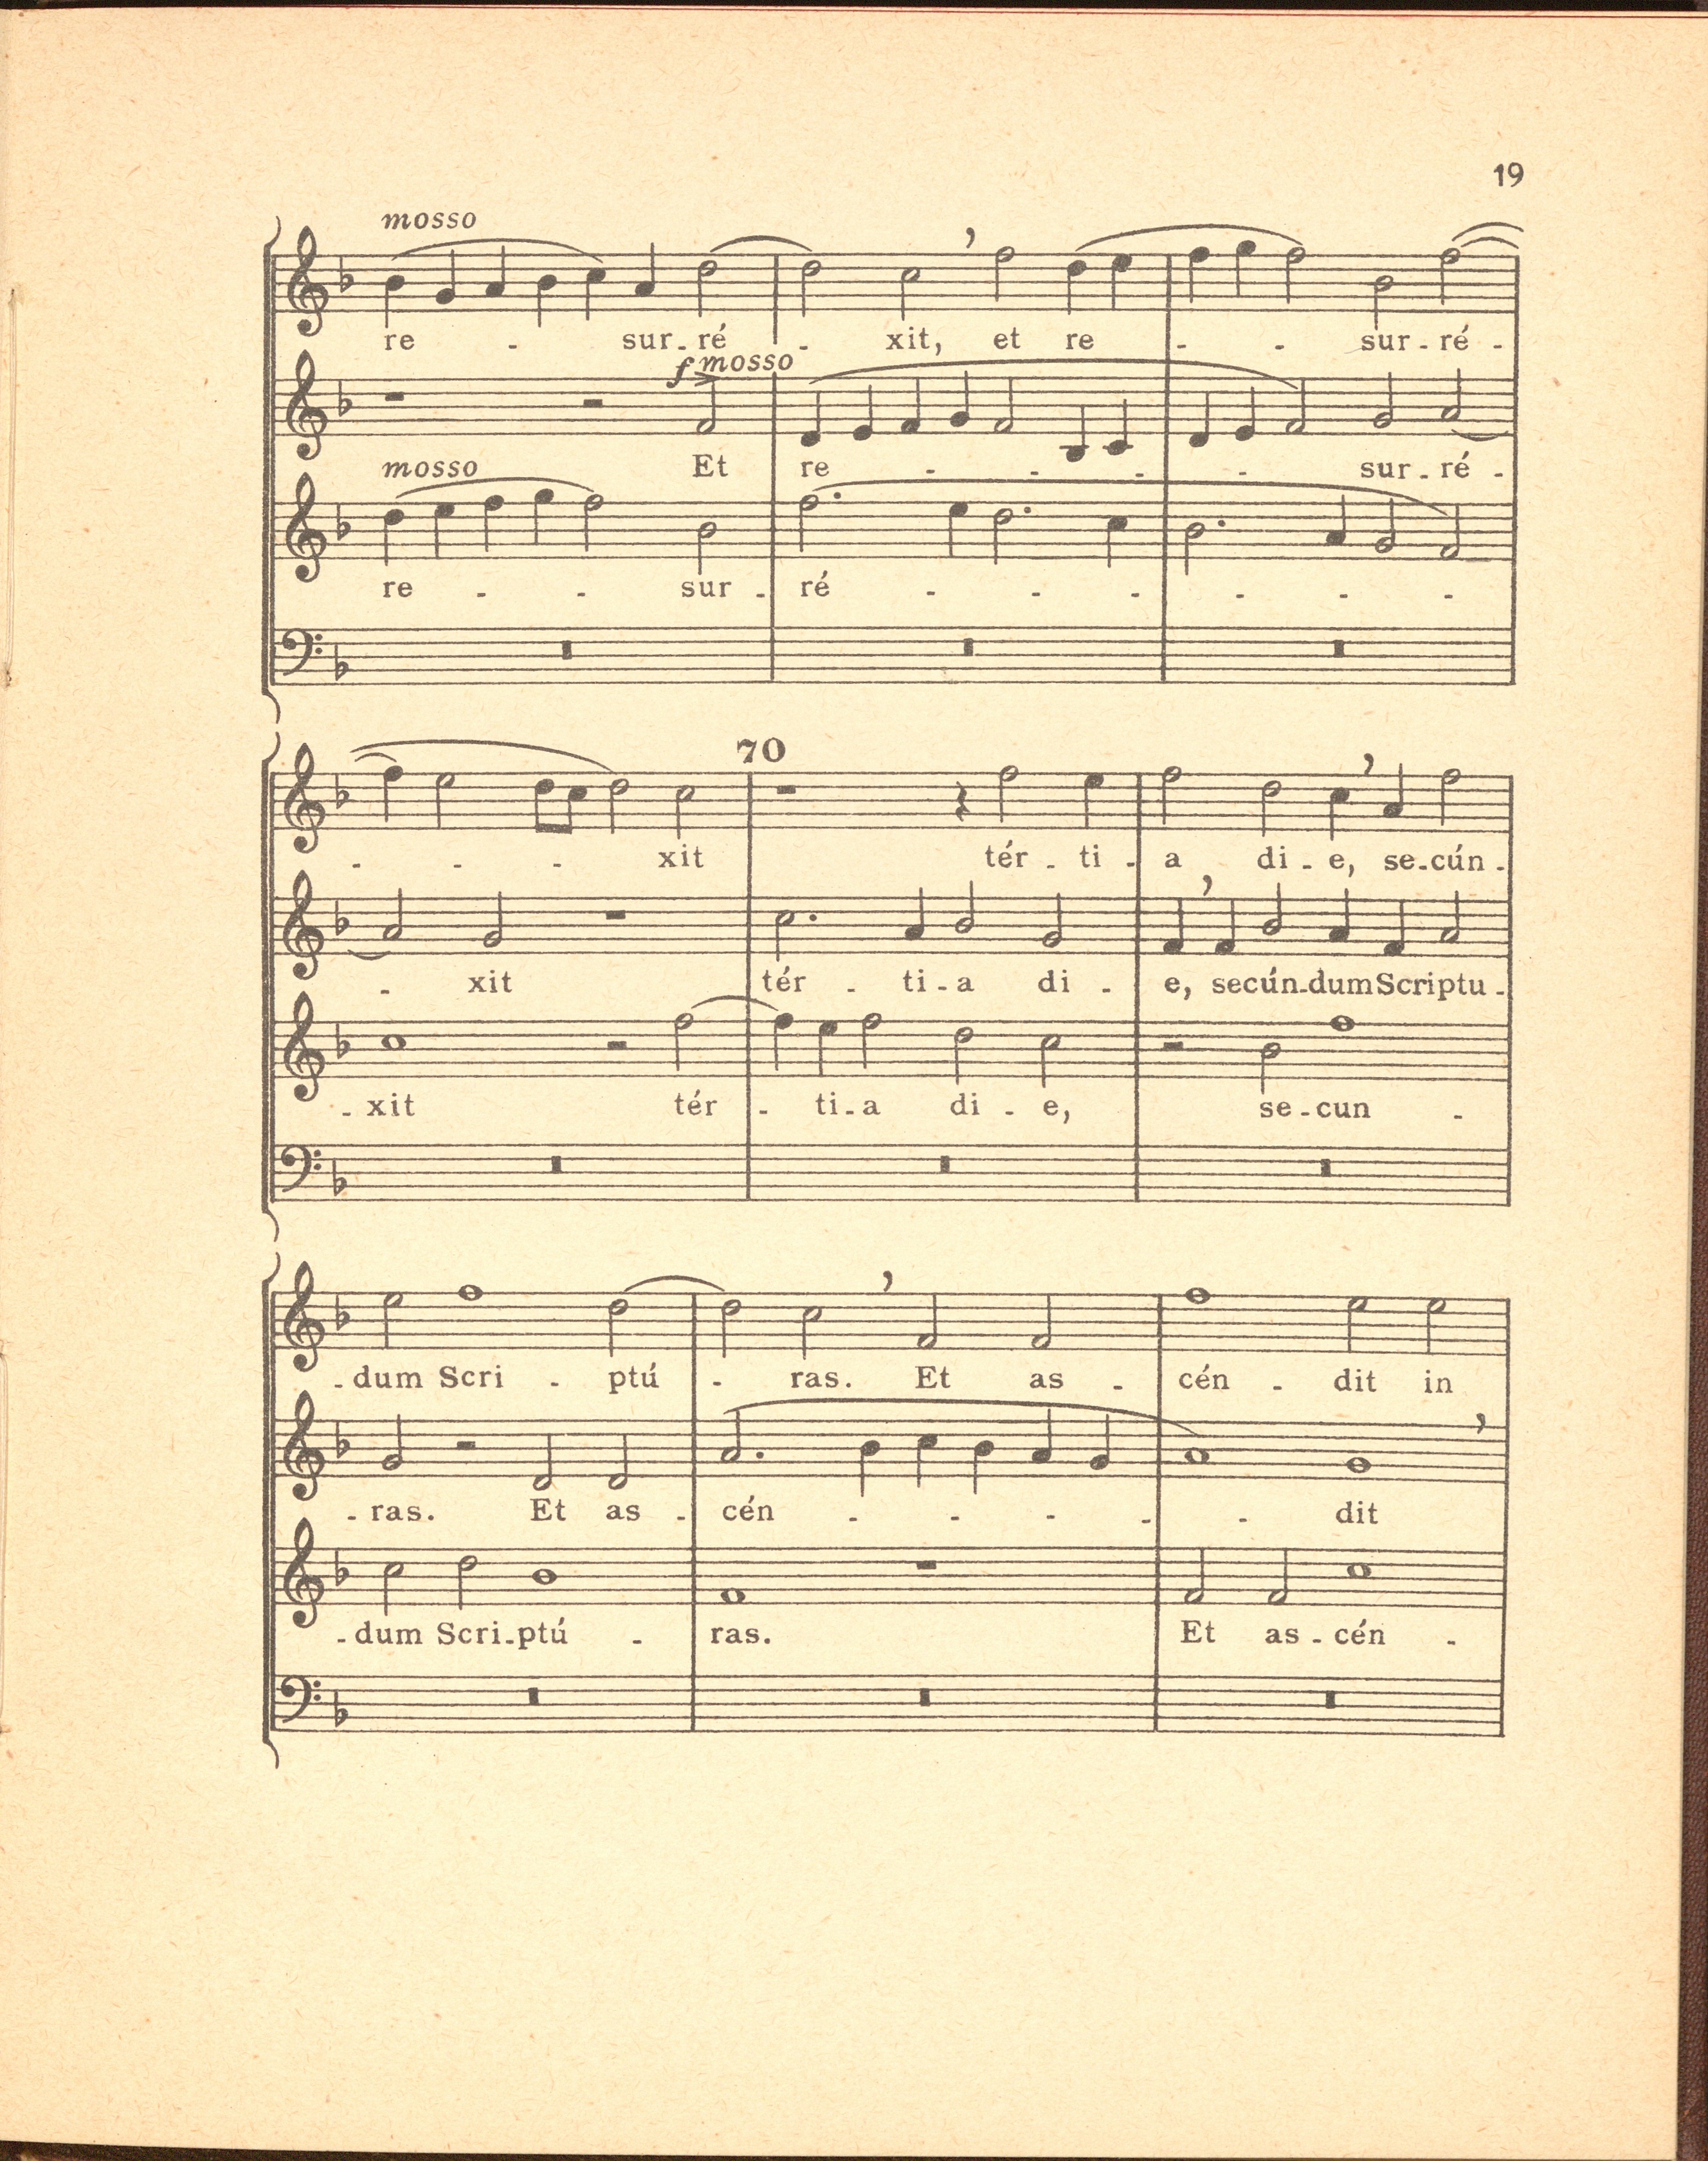 19
mosso
re - sur - ré - xit, et re - - sur - ré -
f mosso
Et re - - - - - sur - ré -
mosso
re - - sur - ré - - - - - -
70
- - - xit tér - ti - a di - e, se - cún -
- xit tér - ti - a di - e, secún - dum Scriptu -
- xit tér - ti - a di - e, se - cun -
- dum Scri - ptú - ras. Et as - cén - dit in
- ras. Et as - cén - - - - - dit
- dum Scri - ptú - ras. Et as - cén -